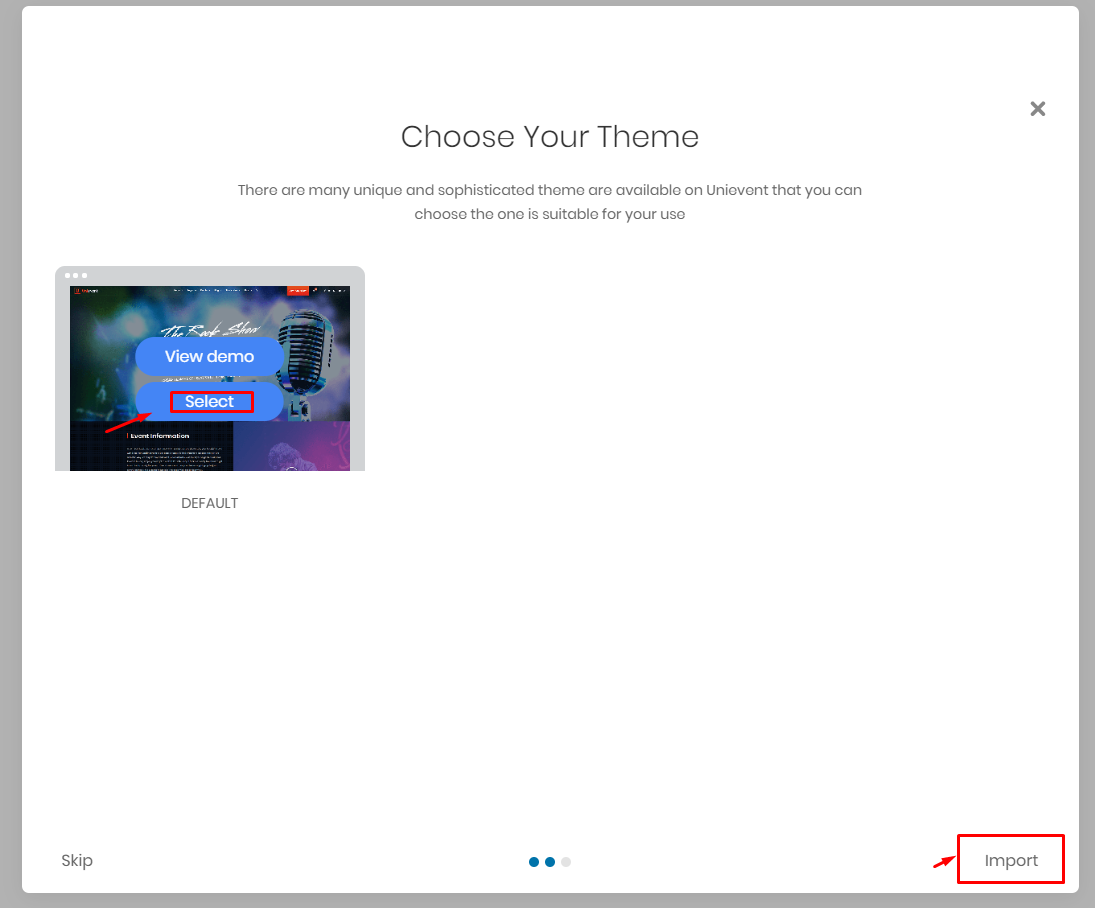 Choose Your Theme
There are many unique and sophisticated theme are available on Unievent that you can
choose the one is suitable for your use
The Rock Show
View demo
Select
Event Information
DEFAULT
Skip
Import